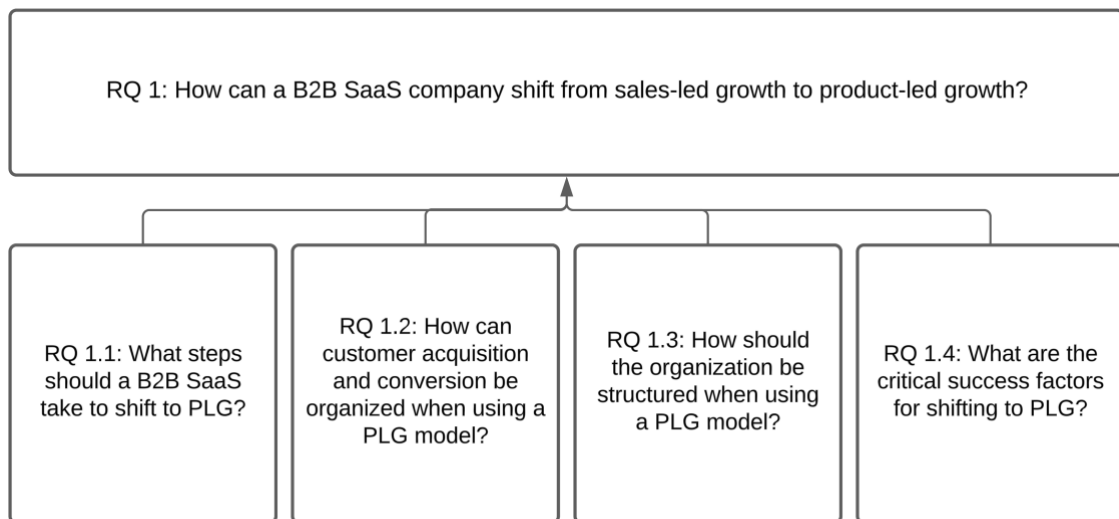 RQ 1: How can a B2B SaaS company shift from sales-led growth to product-led growth?
RQ 1.1: What steps
should a B2B SaaS
take to shift to PLG?
RQ 1.2: How can
customer acquisition
and conversion be
organized when using a
PLG model?
RQ 1.3: How should
the organization be
structured when using
a PLG model?
RQ 1.4: What are the
critical success factors
for shifting to PLG?